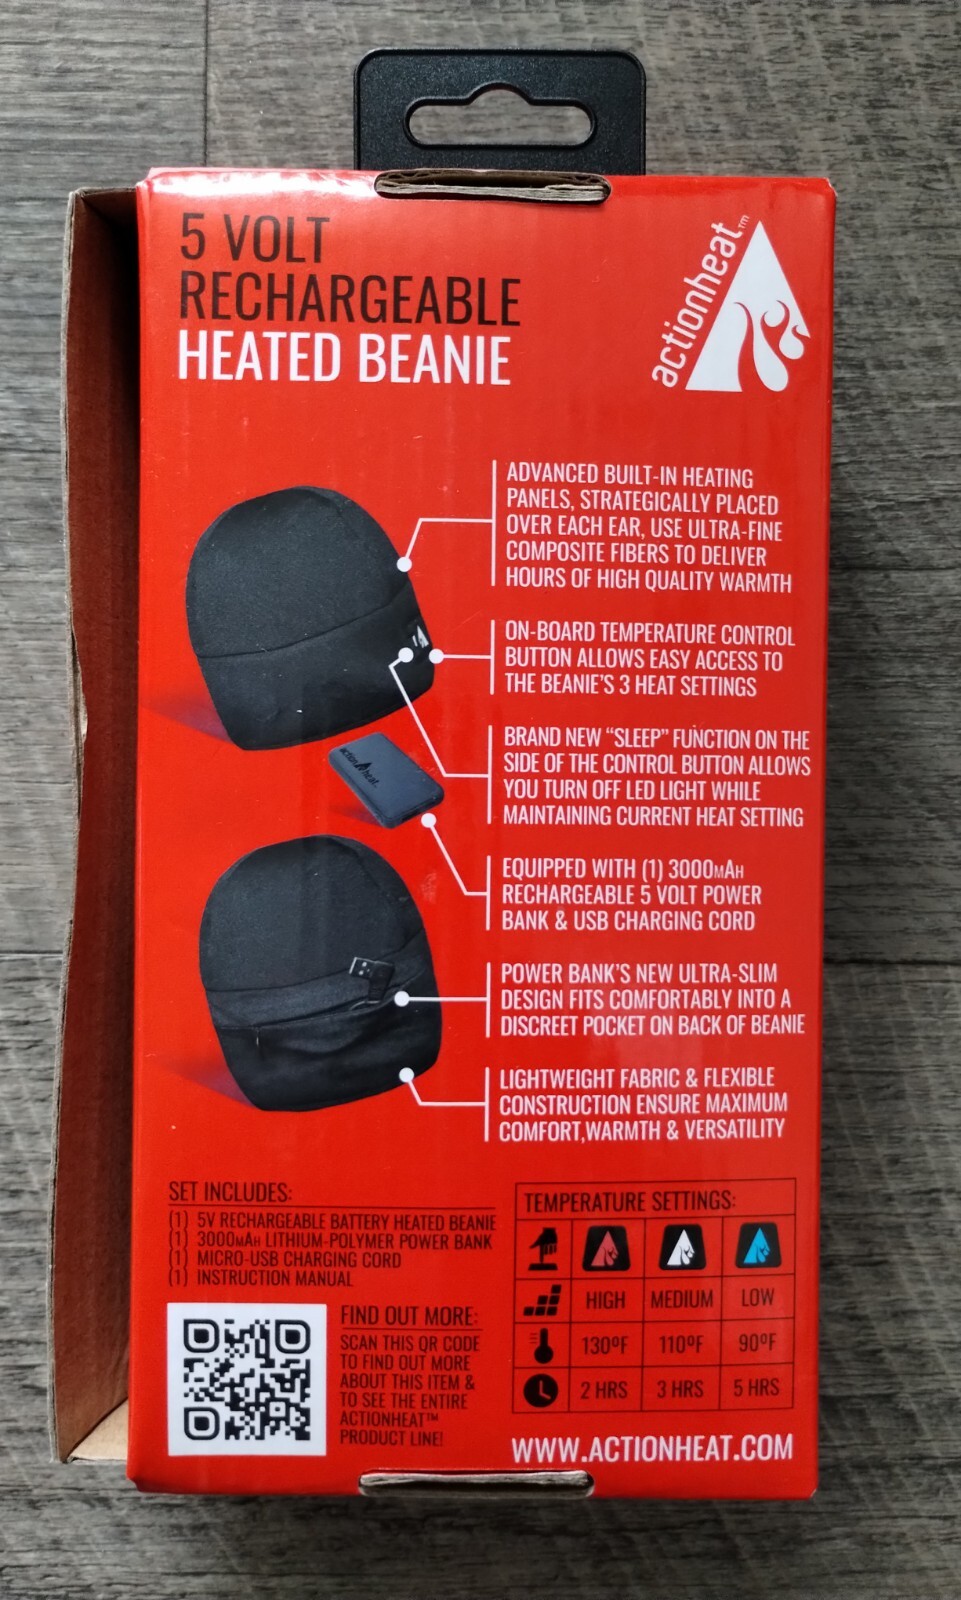 5 VOLT
RECHARGEABLE
HEATED BEANIE
actionheat™
ADVANCED BUILT-IN HEATING
PANELS, STRATEGICALLY PLACED
OVER EACH EAR, USE ULTRA-FINE
COMPOSITE FIBERS TO DELIVER
HOURS OF HIGH QUALITY WARMTH
ON-BOARD TEMPERATURE CONTROL
BUTTON ALLOWS EASY ACCESS TO
THE BEANIE'S 3 HEAT SETTINGS
BRAND NEW "SLEEP" FUNCTION ON THE
SIDE OF THE CONTROL BUTTON ALLOWS
YOU TURN OFF LED LIGHT WHILE
MAINTAINING CURRENT HEAT SETTING
action heat.
EQUIPPED WITH (1) 3000MAH
RECHARGEABLE 5 VOLT POWER
BANK & USB CHARGING CORD
POWER BANK'S NEW ULTRA-SLIM
DESIGN FITS COMFORTABLY INTO A
DISCREET POCKET ON BACK OF BEANIE
LIGHTWEIGHT FABRIC & FLEXIBLE
CONSTRUCTION ENSURE MAXIMUM
COMFORT,WARMTH & VERSATILITY
SET INCLUDES:
(1) 5V RECHARGEABLE BATTERY HEATED BEANIE
(1) 3000MAH LITHIUM-POLYMER POWER BANK
(1) MICRO-USB CHARGING CORD
(1) INSTRUCTION MANUAL
FIND OUT MORE:
SCAN THIS QR CODE
TO FIND OUT MORE
ABOUT THIS ITEM &
TO SEE THE ENTIRE
ACTIONHEAT™
PRODUCT LINE!
TEMPERATURE SETTINGS:
HIGH MEDIUM LOW
130ºF 110ºF 90ºF
2 HRS 3 HRS 5 HRS
WWW.ACTIONHEAT.COM